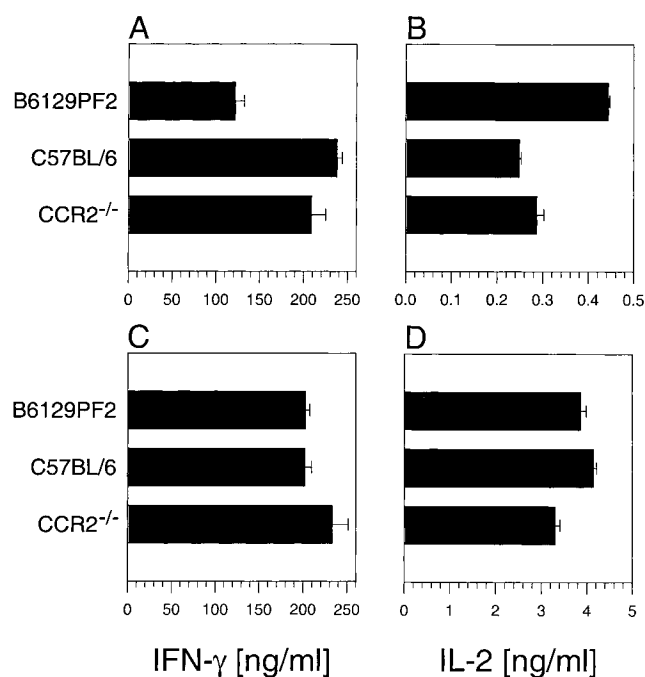 A B
B6129PF2
C57BL/6
CCR2-/-
0 50 100 150 200 250 0.0 0.1 0.2 0.3 0.4 0.5
C D
B6129PF2
C57BL/6
CCR2-/-
0 50 100 150 200 250 0 1 2 3 4 5
IFN-γ [ng/ml] IL-2 [ng/ml]